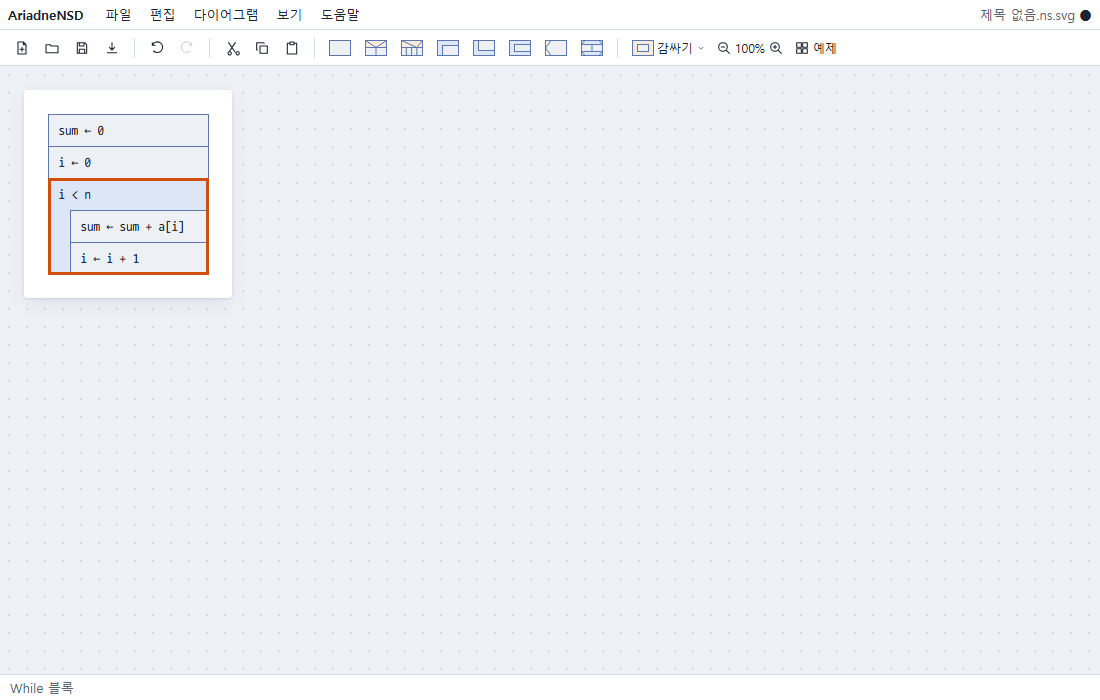 AriadneNSD 파일 편집 다이어그램 보기 도움말 제목 없음.ns.svg
감싸기 100% 예제
sum ← 0
i ← 0
i < n
sum ← sum + a[i]
i ← i + 1
While 블록